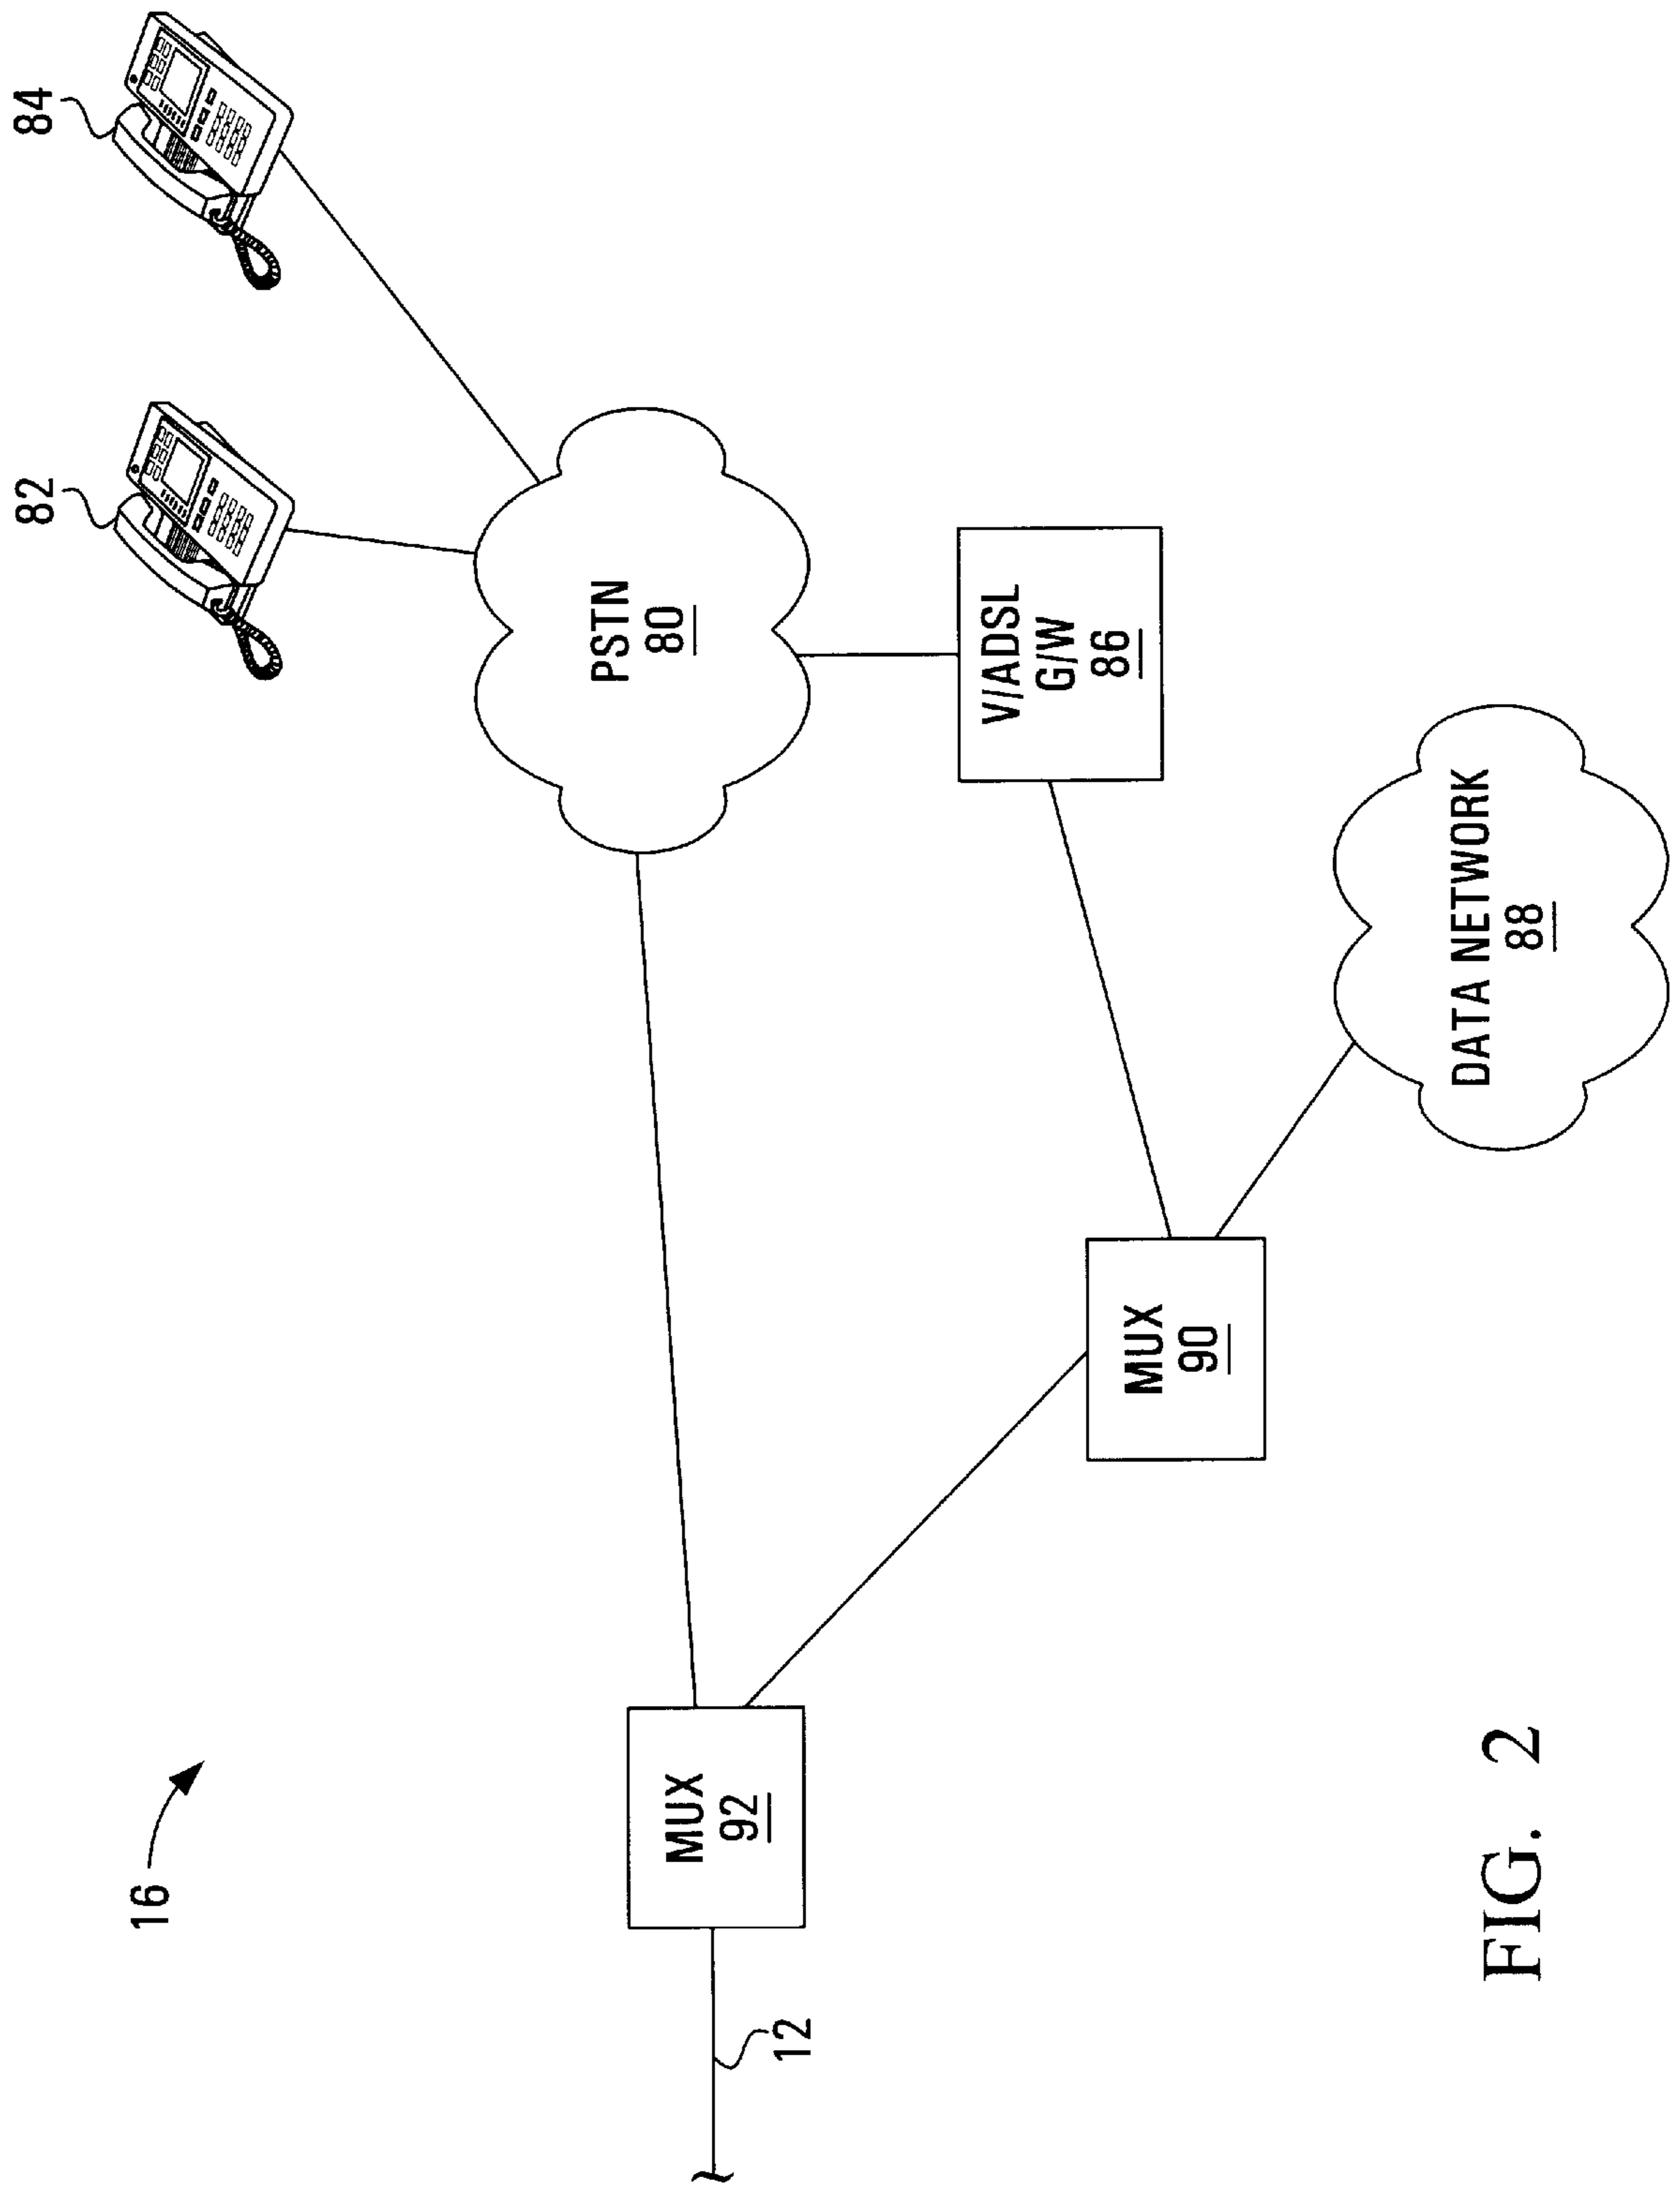 16
12
MUX
92
MUX
90
PSTN
80
82
84
V/ADSL
G/W
86
DATA NETWORK
88
FIG. 2